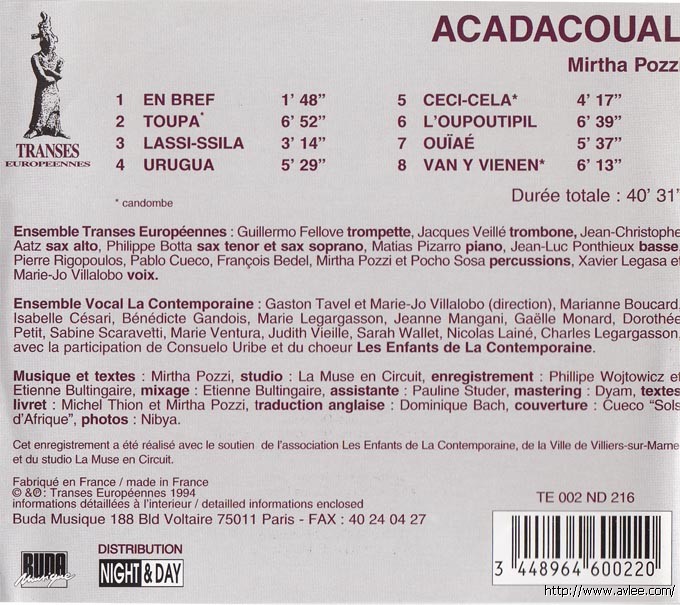 ACADACOUAL
Mirtha Pozzi
1 EN BREF 1' 48"
2 TOUPA* 6' 52"
3 LASSI-SSILA 3' 14"
4 URUGUA 5' 29"
5 CECI-CELA* 4' 17"
6 L'OUPOUTIPIL 6' 39"
7 OUÏAÉ 5' 37"
8 VAN Y VIENEN* 6' 13"
TRANSES
EUROPEENNES
* candombe
Durée totale : 40' 31"
Ensemble Transes Européennes : Guillermo Fellove trompette, Jacques Veillé trombone, Jean-Christophe
Aatz sax alto, Philippe Botta sax tenor et sax soprano, Matias Pizarro piano, Jean-Luc Ponthieux basse,
Pierre Rigopoulos, Pablo Cueco, François Bedel, Mirtha Pozzi et Pocho Sosa percussions, Xavier Legasa et
Marie-Jo Villalobo voix.
Ensemble Vocal La Contemporaine : Gaston Tavel et Marie-Jo Villalobo (direction), Marianne Boucard,
Isabelle Césari, Bénédicte Gandois, Marie Legargasson, Jeanne Mangani, Gaëlle Monard, Dorothée
Petit, Sabine Scaravetti, Marie Ventura, Judith Vieille, Sarah Wallet, Nicolas Lainé, Charles Legargasson,
avec la participation de Consuelo Uribe et du choeur Les Enfants de La Contemporaine.
Musique et textes : Mirtha Pozzi, studio : La Muse en Circuit, enregistrement : Phillipe Wojtowicz et
Etienne Bultingaire, mixage : Etienne Bultingaire, assistante : Pauline Studer, mastering : Dyam, textes
livret : Michel Thion et Mirtha Pozzi, traduction anglaise : Dominique Bach, couverture : Cueco "Sols
d'Afrique", photos : Nibya.
Cet enregistrement a été réalisé avec le soutien de l'association Les Enfants de La Contemporaine, de la Ville de Villiers-sur-Marne
et du studio La Muse en Circuit.
Fabriqué en France / made in France
© & ℗ : Transes Européennes 1994
informations détaillées à l'interieur / detailled informations enclosed
Buda Musique 188 Bld Voltaire 75011 Paris - FAX : 40 24 04 27
TE 002 ND 216
BUDA
Musique
DISTRIBUTION
NIGHT & DAY
3 448964 600220
http://www.avlee.com/